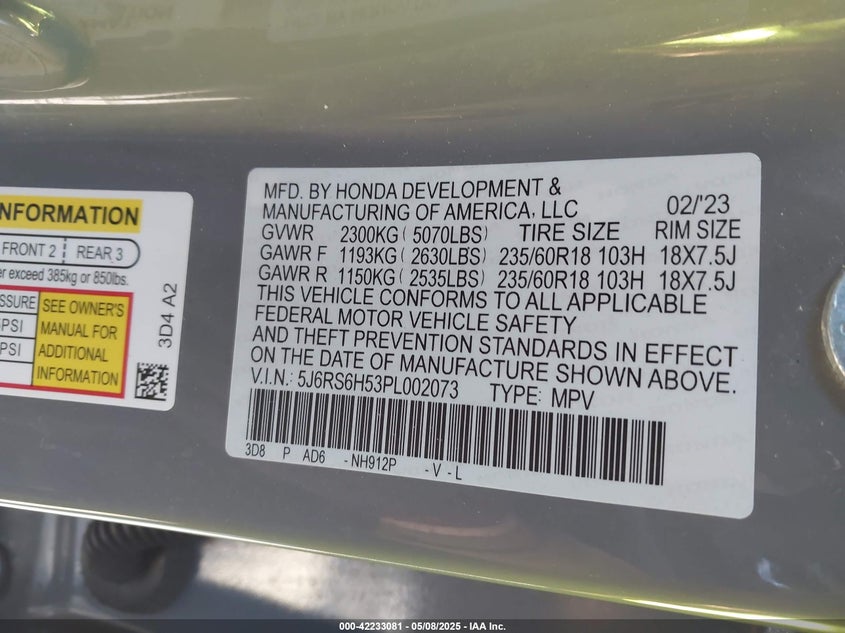 NFORMATION
FRONT 2 REAR 3
er exceed 385kg or 850lbs.
SSURE
PSI
PSI
SEE OWNER'S
MANUAL FOR
ADDITIONAL
INFORMATION
3D4 A2
MFD. BY HONDA DEVELOPMENT &
MANUFACTURING OF AMERICA, LLC 02/'23
GVWR 2300KG ( 5070LBS ) TIRE SIZE RIM SIZE
GAWR F 1193KG ( 2630LBS ) 235/60R18 103H 18X7.5J
GAWR R 1150KG ( 2535LBS ) 235/60R18 103H 18X7.5J
THIS VEHICLE CONFORMS TO ALL APPLICABLE
FEDERAL MOTOR VEHICLE SAFETY
AND THEFT PREVENTION STANDARDS IN EFFECT
ON THE DATE OF MANUFACTURE SHOWN ABOVE.
V.I.N.: 5J6RS6H53PL002073 TYPE: MPV
3D8 P AD6 -NH912P -V - L
000-42233081 - 05/08/2025 - IAA Inc.